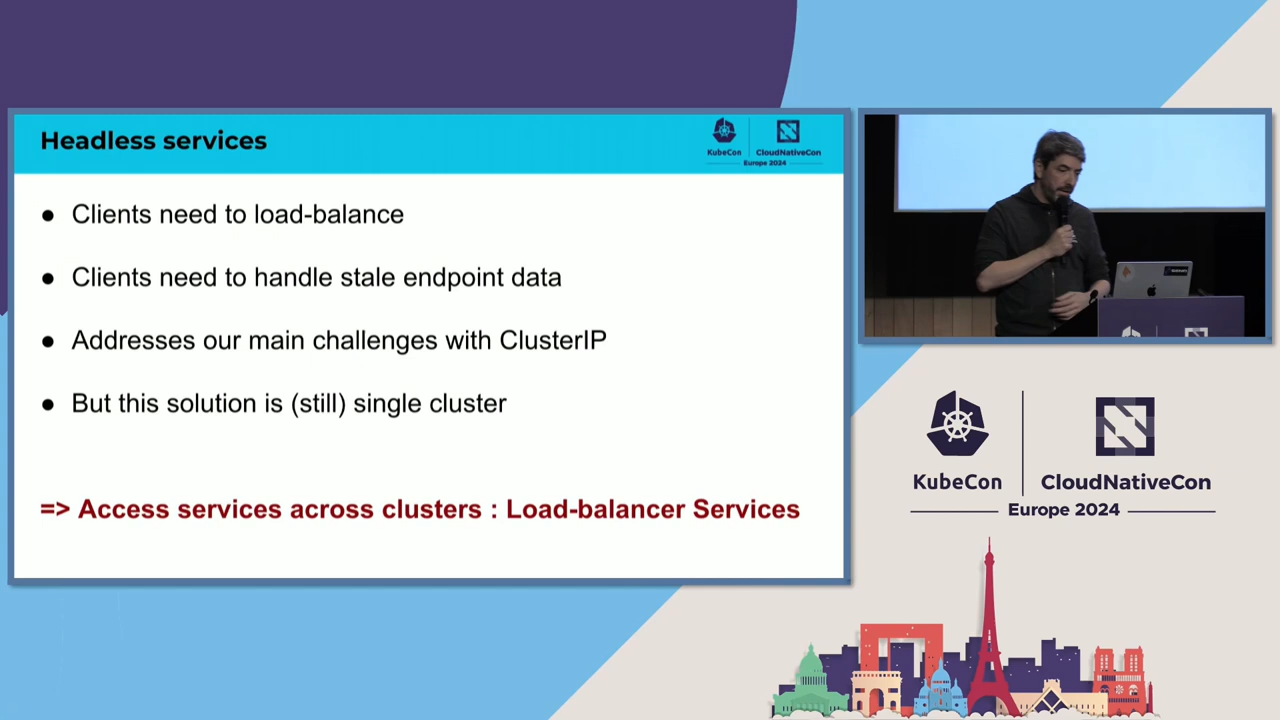 Headless services
KubeCon
CloudNativeCon
Europe 2024
● Clients need to load-balance
● Clients need to handle stale endpoint data
● Addresses our main challenges with ClusterIP
● But this solution is (still) single cluster
=> Access services across clusters : Load-balancer Services
KubeCon
CloudNativeCon
Europe 2024